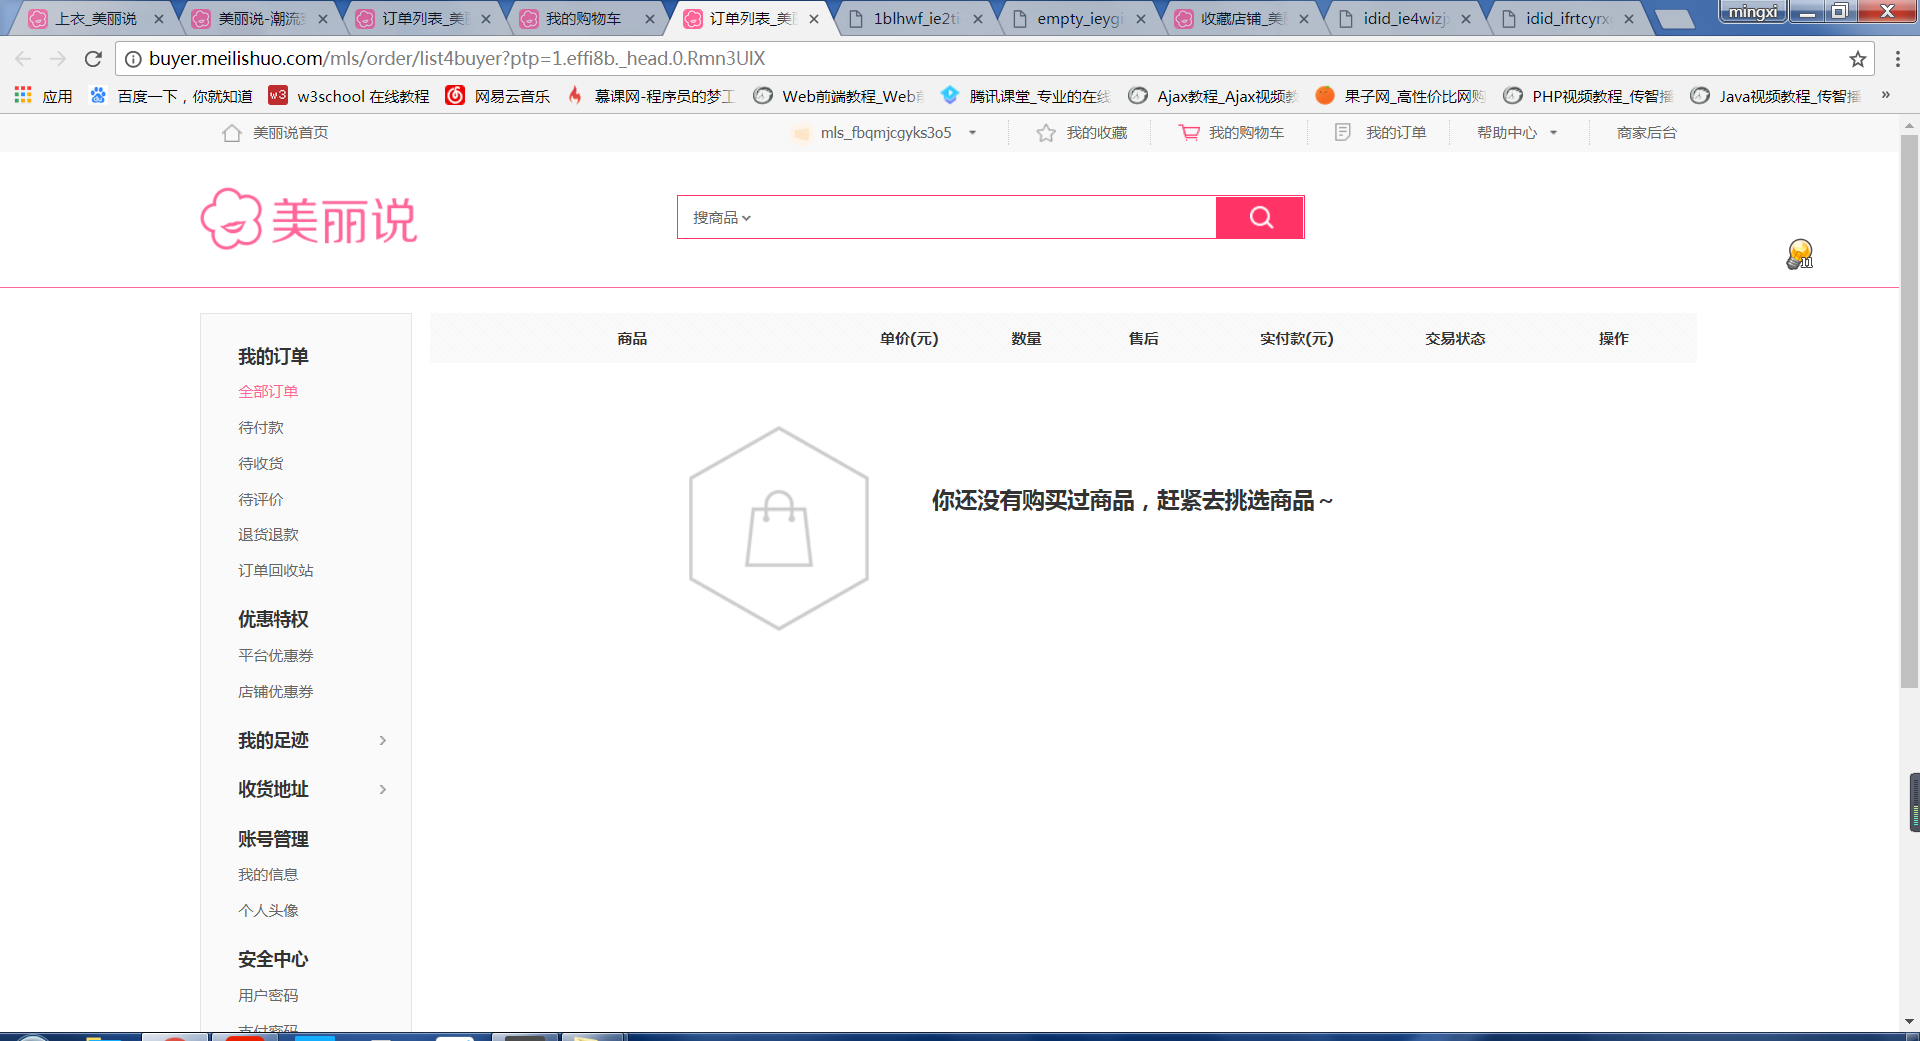 上衣_美丽说
美丽说-潮流
订单列表_美
我的购物车
订单列表_美
1blhwf_ie2t
empty_ieyg
收藏店铺_美
idid_ie4wizj
idid_ifrtcyrx
mingxi
buyer.meilishuo.com/mls/order/list4buyer?ptp=1.effi8b._head.0.Rmn3UlX
应用
百度一下，你就知道
w3school 在线教程
网易云音乐
慕课网-程序员的梦工
Web前端教程_Web
腾讯课堂_专业的在线
Ajax教程_Ajax视频教
果子网_高性价比网购
PHP视频教程_传智播
Java视频教程_传智播
»
美丽说首页
mls_fbqmjcgyks3o5
我的收藏
我的购物车
我的订单
帮助中心
商家后台
美丽说
搜商品
11
商品 单价(元) 数量 售后 实付款(元) 交易状态 操作
我的订单
全部订单
待付款
待收货
待评价
退货退款
订单回收站
优惠特权
平台优惠券
店铺优惠券
我的足迹
收货地址
账号管理
我的信息
个人头像
安全中心
用户密码
支付密码
你还没有购买过商品，赶紧去挑选商品～